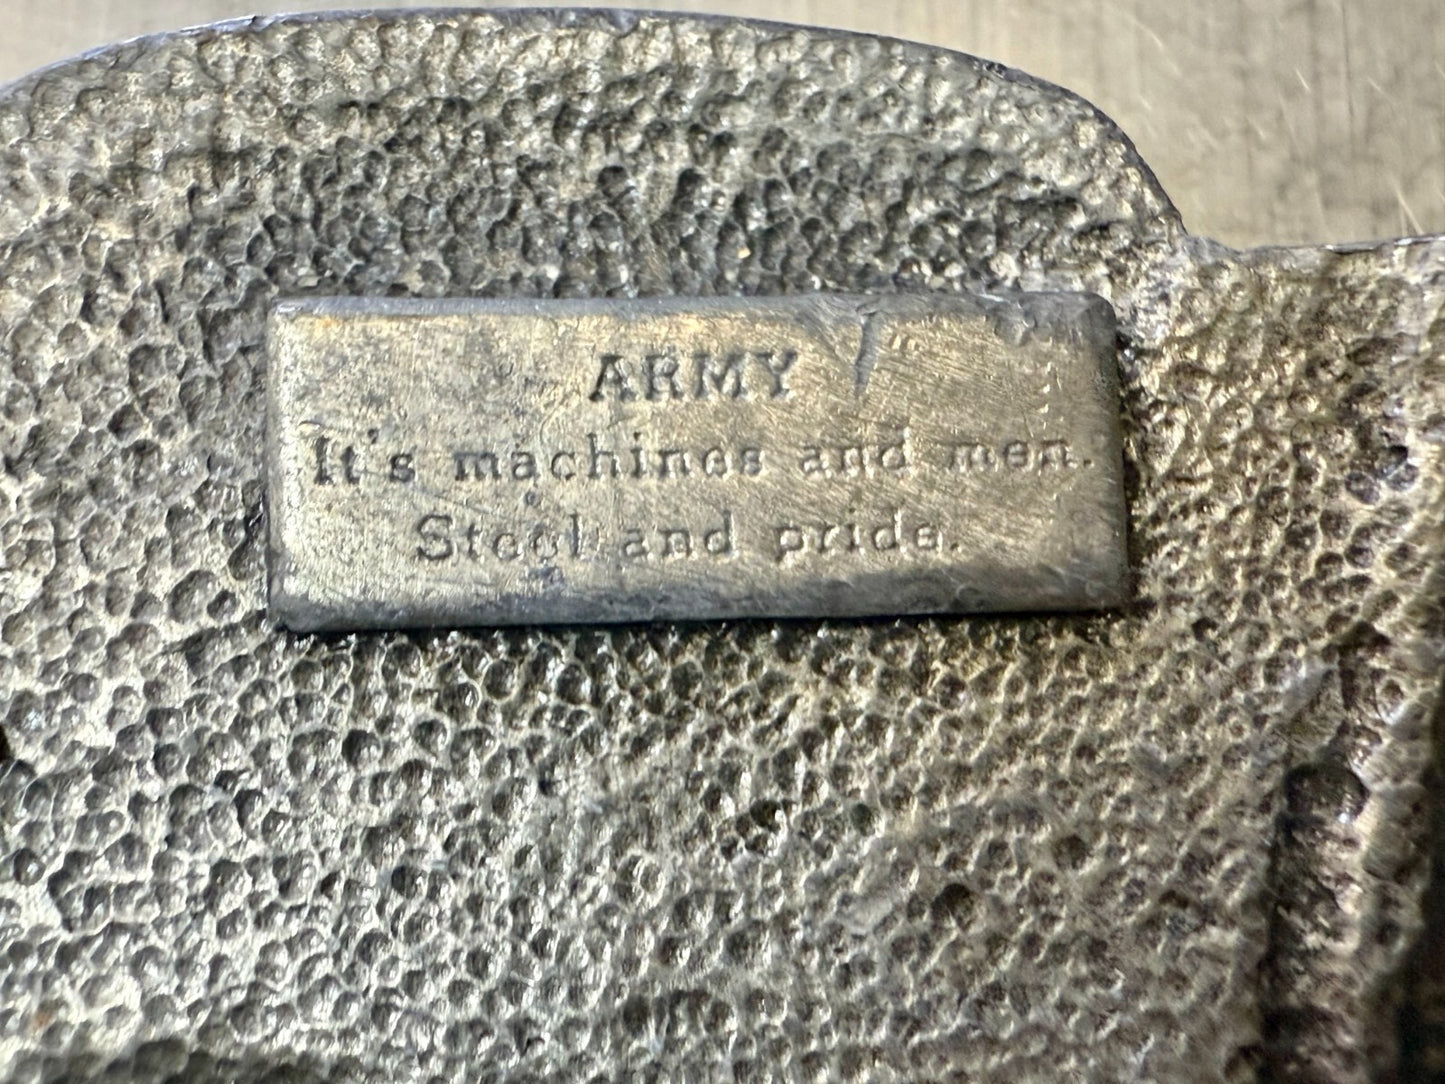 ARMY
It's machines and men.
Steel and pride.